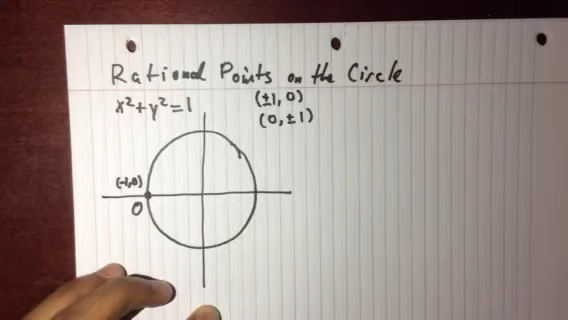 Rational Points on the Circle
x²+y²=1
(±1, 0)
(0, ±1)
(-1,0)
O